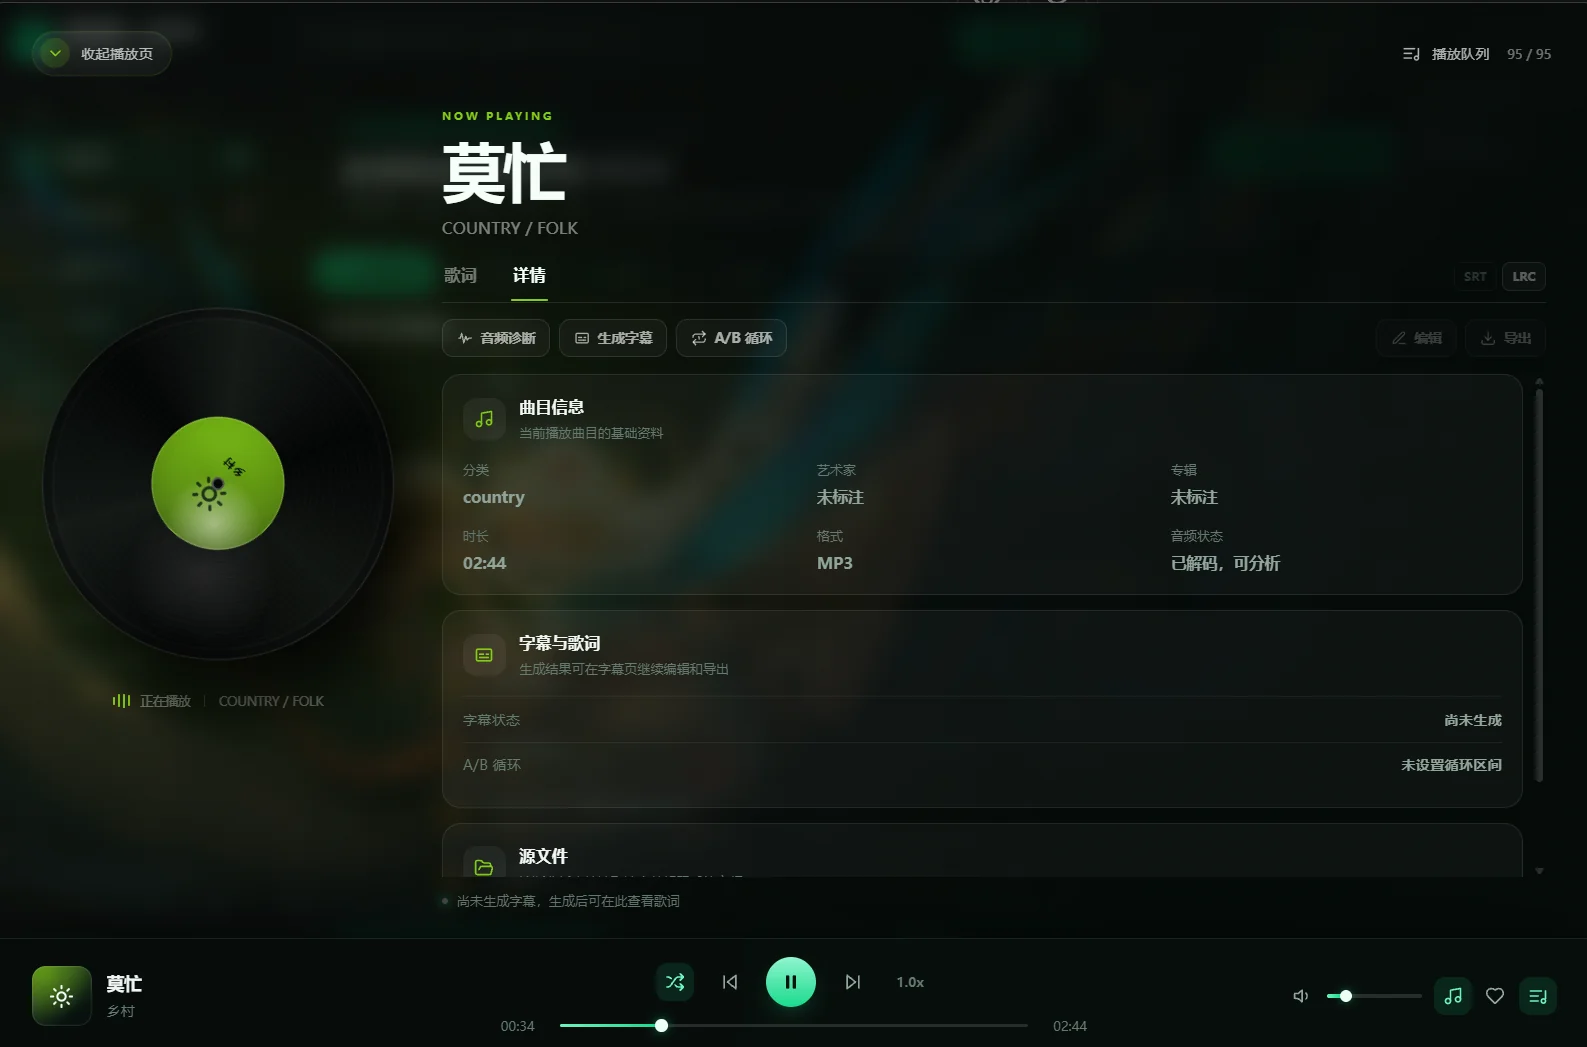 收起播放页
播放队列 95 / 95
NOW PLAYING
莫忙
COUNTRY / FOLK
歌词 详情
SRT LRC
音频诊断 生成字幕 A/B 循环
编辑 导出
曲目信息
当前播放曲目的基础资料
分类 艺术家 专辑
country 未标注 未标注
时长 格式 音频状态
02:44 MP3 已解码，可分析
字幕与歌词
生成结果可在字幕页继续编辑和导出
字幕状态 尚未生成
A/B 循环 未设置循环区间
正在播放 COUNTRY / FOLK
源文件
尚未生成字幕，生成后可在此查看歌词
莫忙
乡村
1.0x
00:34 02:44